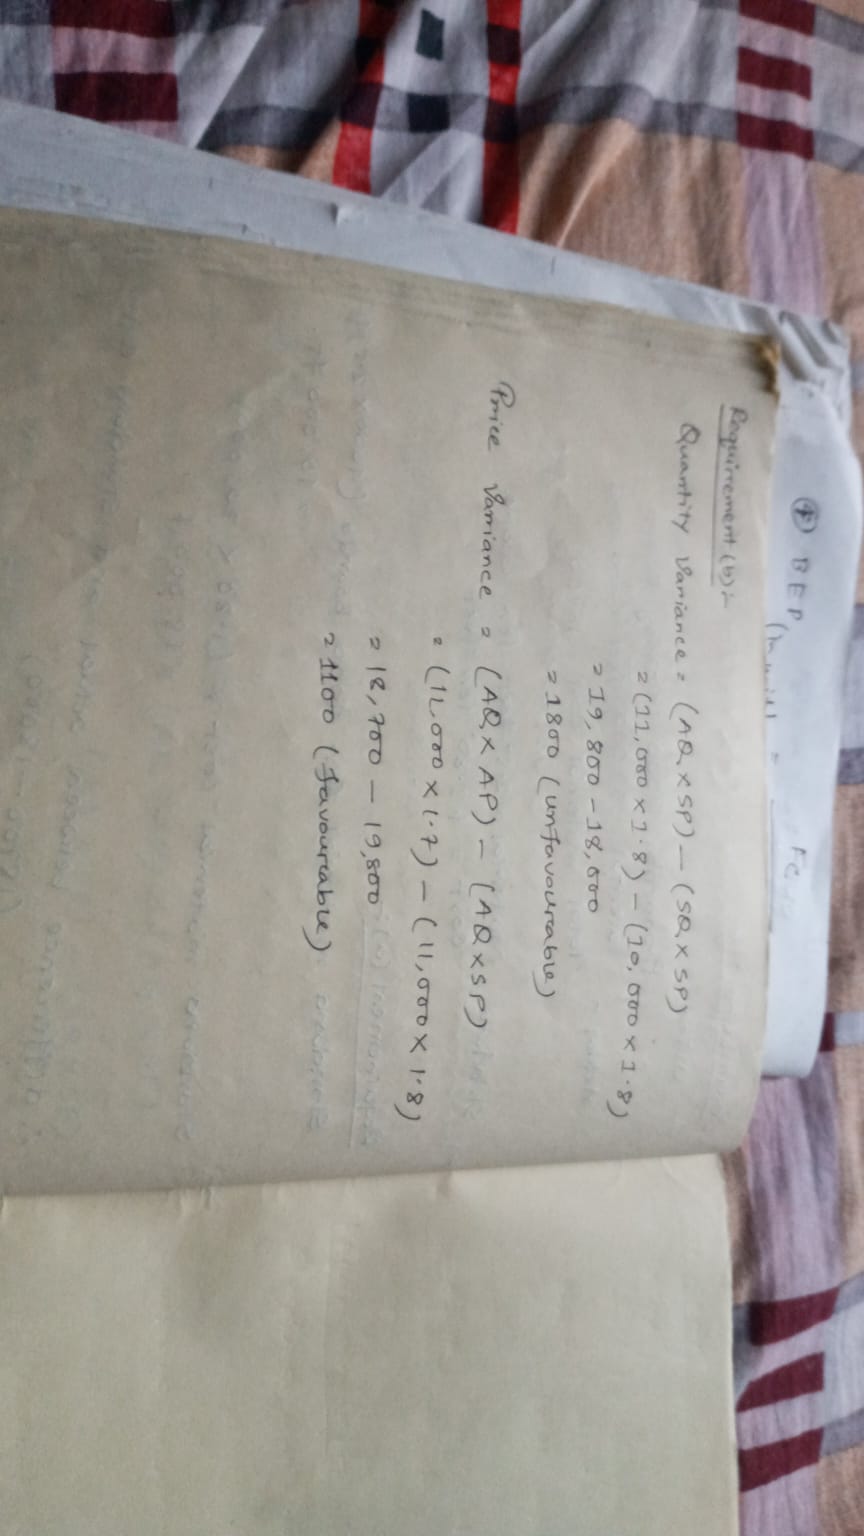 ④ BEP
Fc
Requirement (b):-
Quantity Variance = (AQ x SP) - (SQ x SP)
= (11,000 x 1.8) - (10,000 x 1.8)
= 19,800 - 18,000
= 1800 (unfavourable)
Price Variance = (AQ x AP) - (AQ x SP)
= (11,000 x 1.7) - (11,000 x 1.8)
= 18,700 - 19,800
= 1100 (favourable)